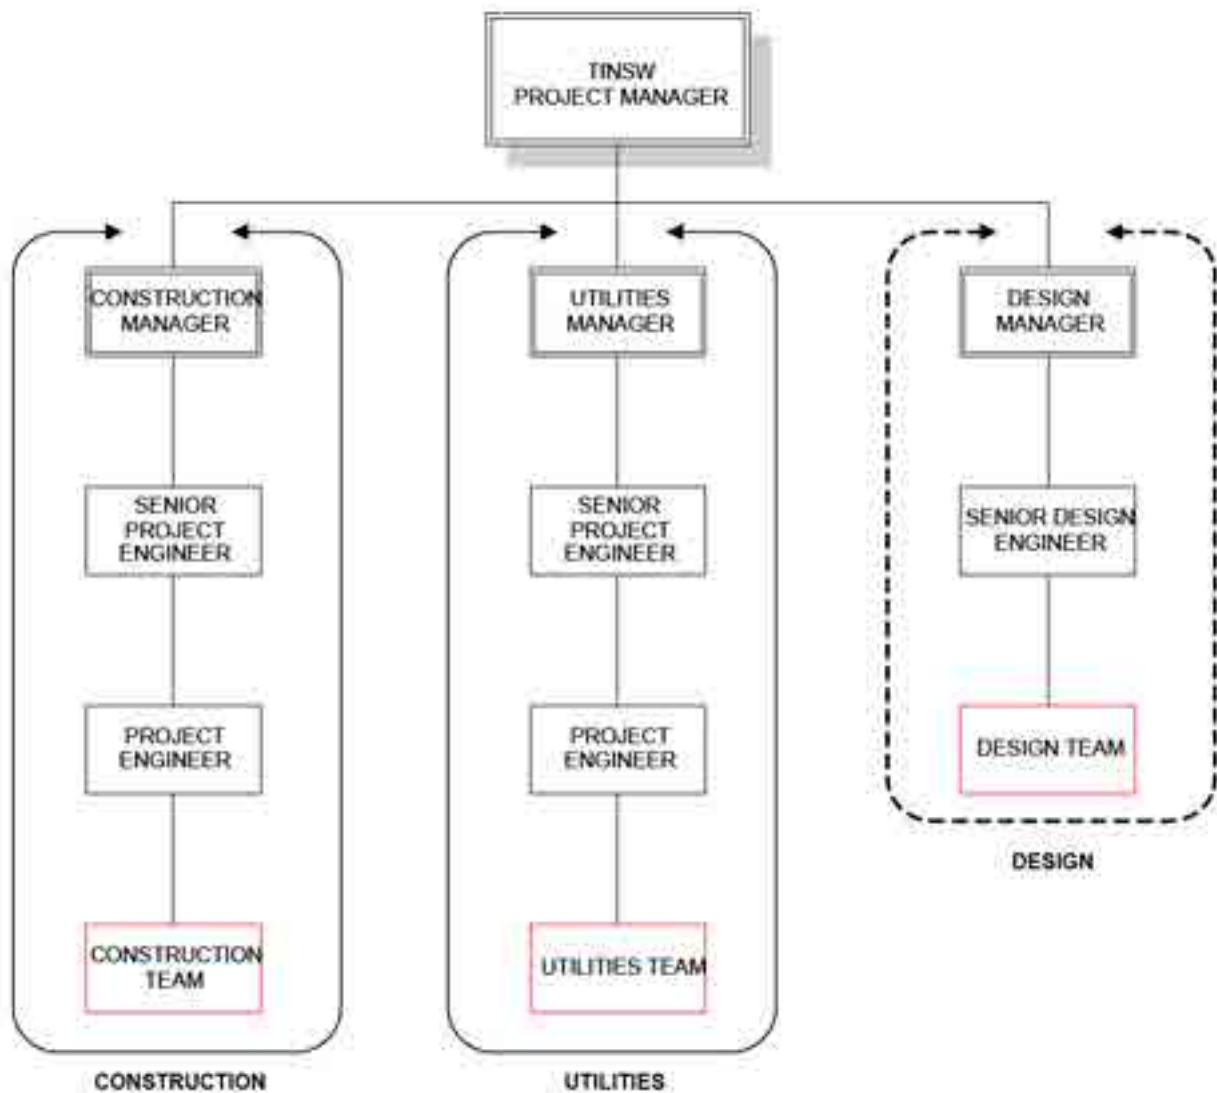 TINSW
PROJECT MANAGER
CONSTRUCTION
MANAGER
UTILITIES
MANAGER
DESIGN
MANAGER
SENIOR
PROJECT
ENGINEER
SENIOR
PROJECT
ENGINEER
SENIOR DESIGN
ENGINEER
PROJECT
ENGINEER
PROJECT
ENGINEER
DESIGN TEAM
DESIGN
CONSTRUCTION
TEAM
UTILITIES TEAM
CONSTRUCTION
UTILITIES